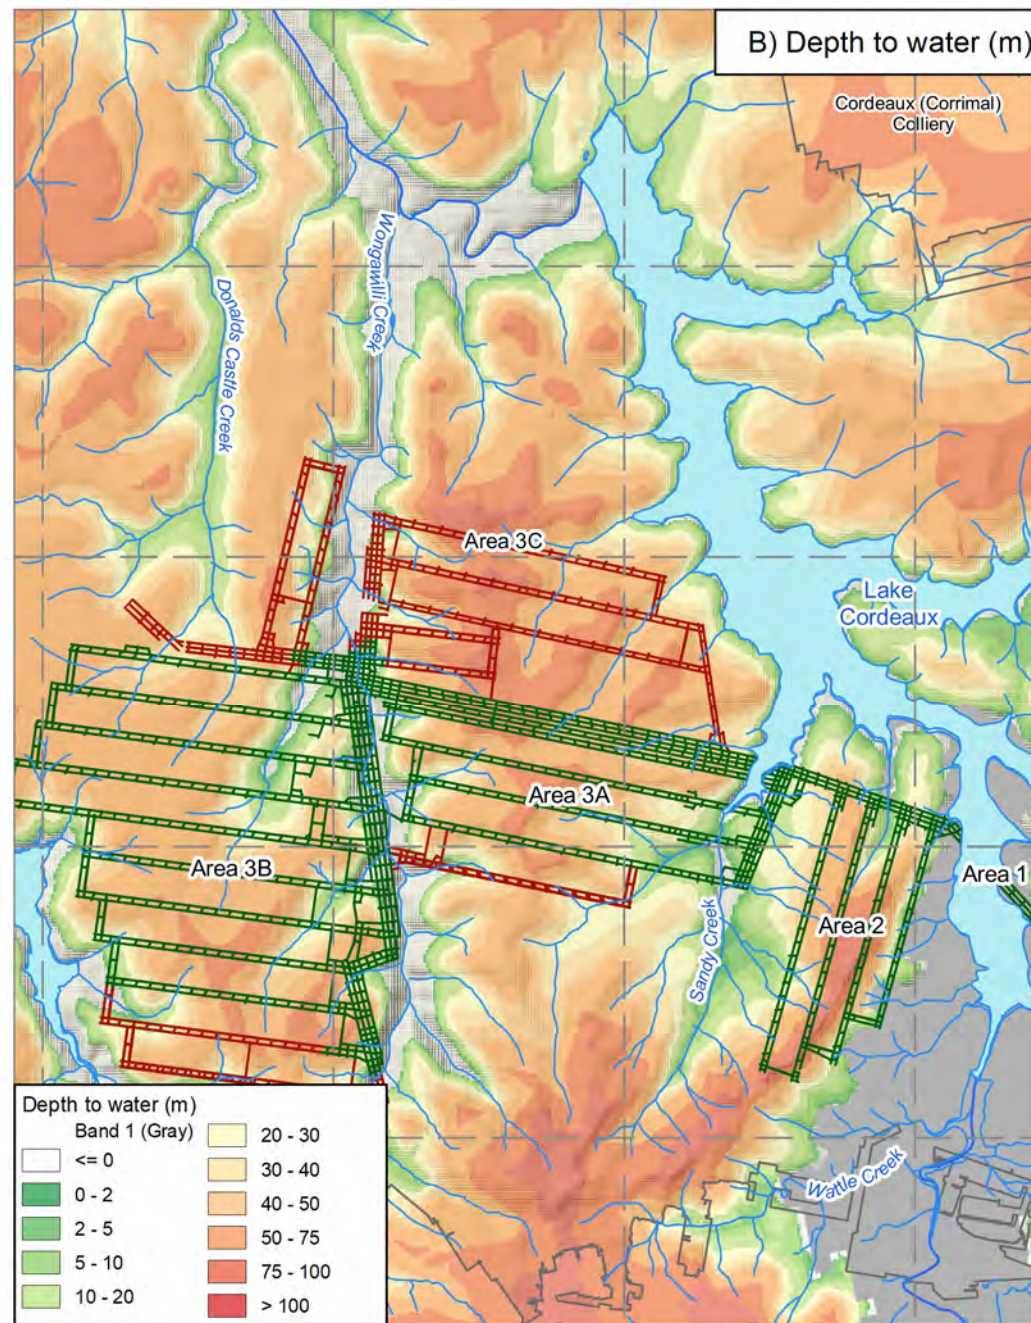 B) Depth to water (m)
Cordeaux (Corrimal)
Colliery
Wongawilli Creek
Donalds Castle Creek
Area 3C
Lake
Cordeaux
Area 3A
Area 3B
Area 1
Area 2
Sandy Creek
Wattle Creek
Depth to water (m)
Band 1 (Gray)
<= 0
0 - 2
2 - 5
5 - 10
10 - 20
20 - 30
30 - 40
40 - 50
50 - 75
75 - 100
> 100